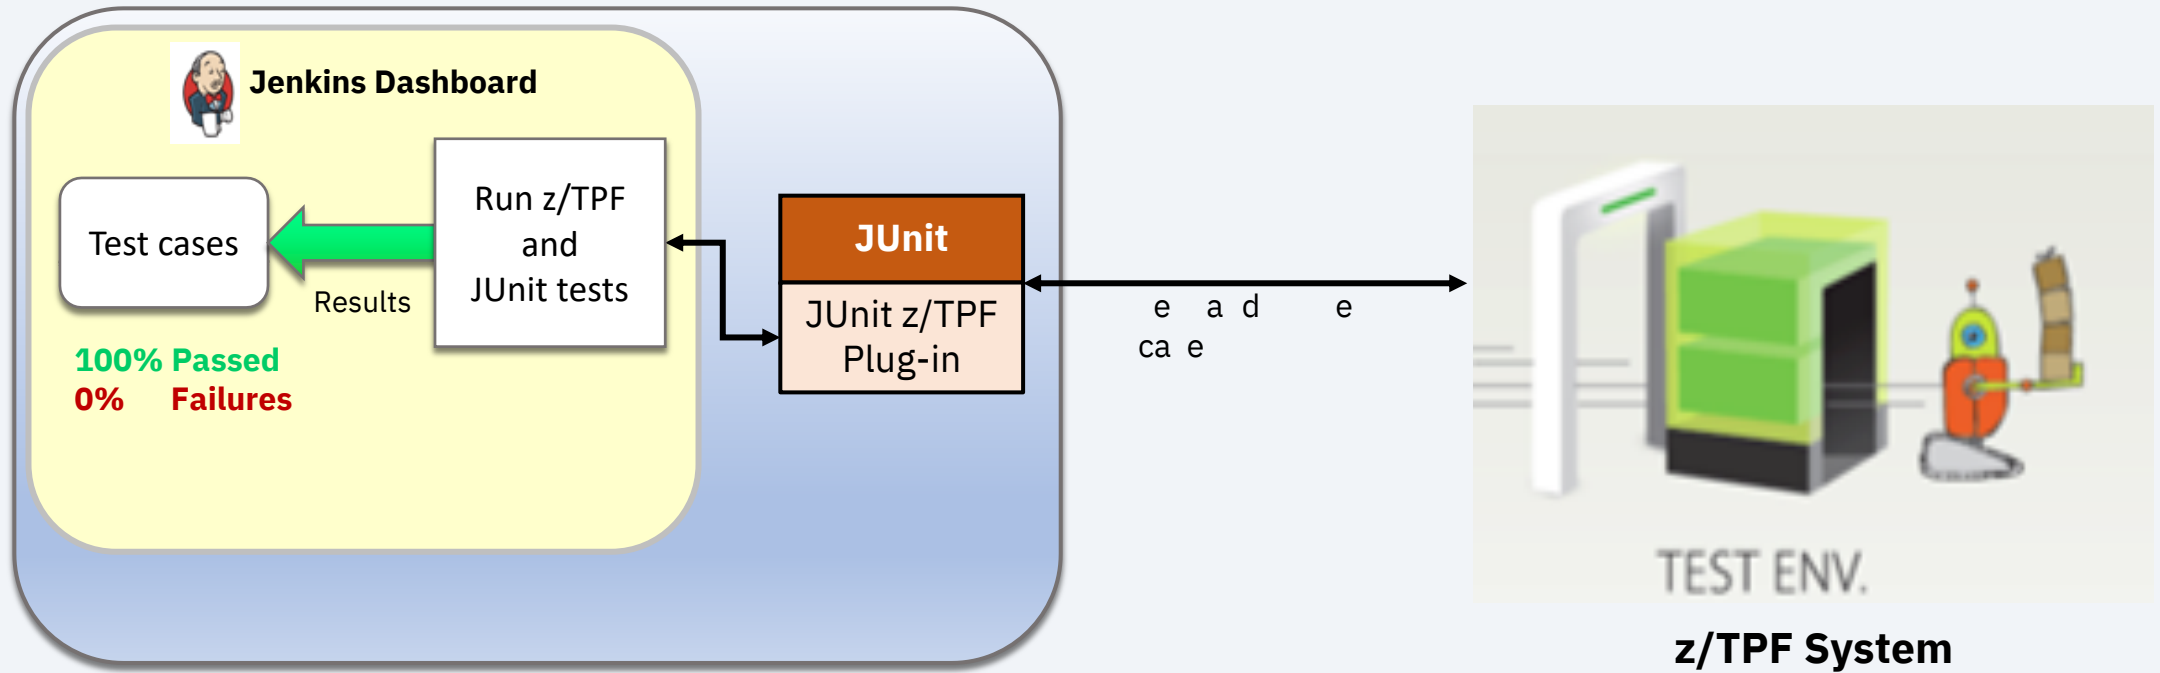 Jenkins Dashboard
Test cases
Run z/TPF
and
JUnit tests
Results
100% Passed
0% Failures
JUnit
JUnit z/TPF
Plug-in
e a d e
ca e
TEST ENV.
z/TPF System